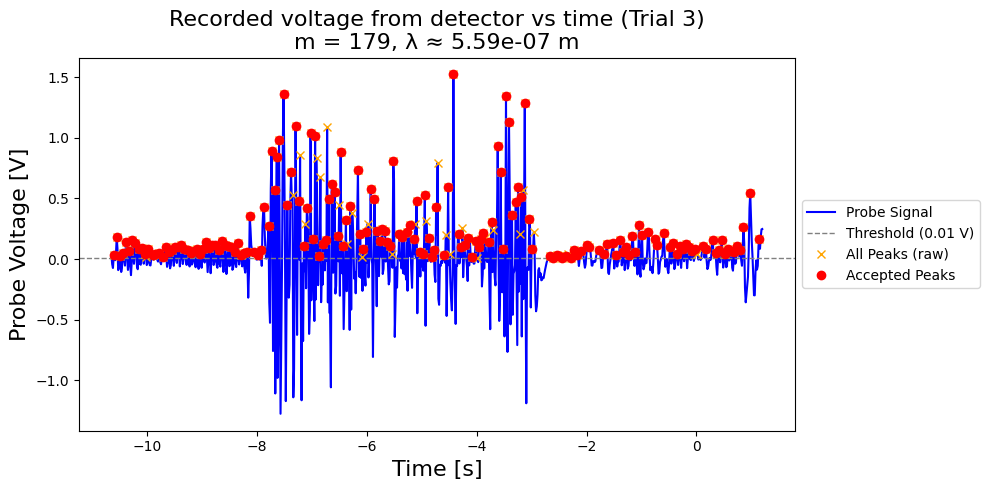 Recorded voltage from detector vs time (Trial 3)
m = 179, λ ≈ 5.59e-07 m
Probe Voltage [V]
1.5
1.0
0.5
0.0
−0.5
−1.0
−10
−8
−6
−4
−2
0
Time [s]
Probe Signal
Threshold (0.01 V)
All Peaks (raw)
Accepted Peaks